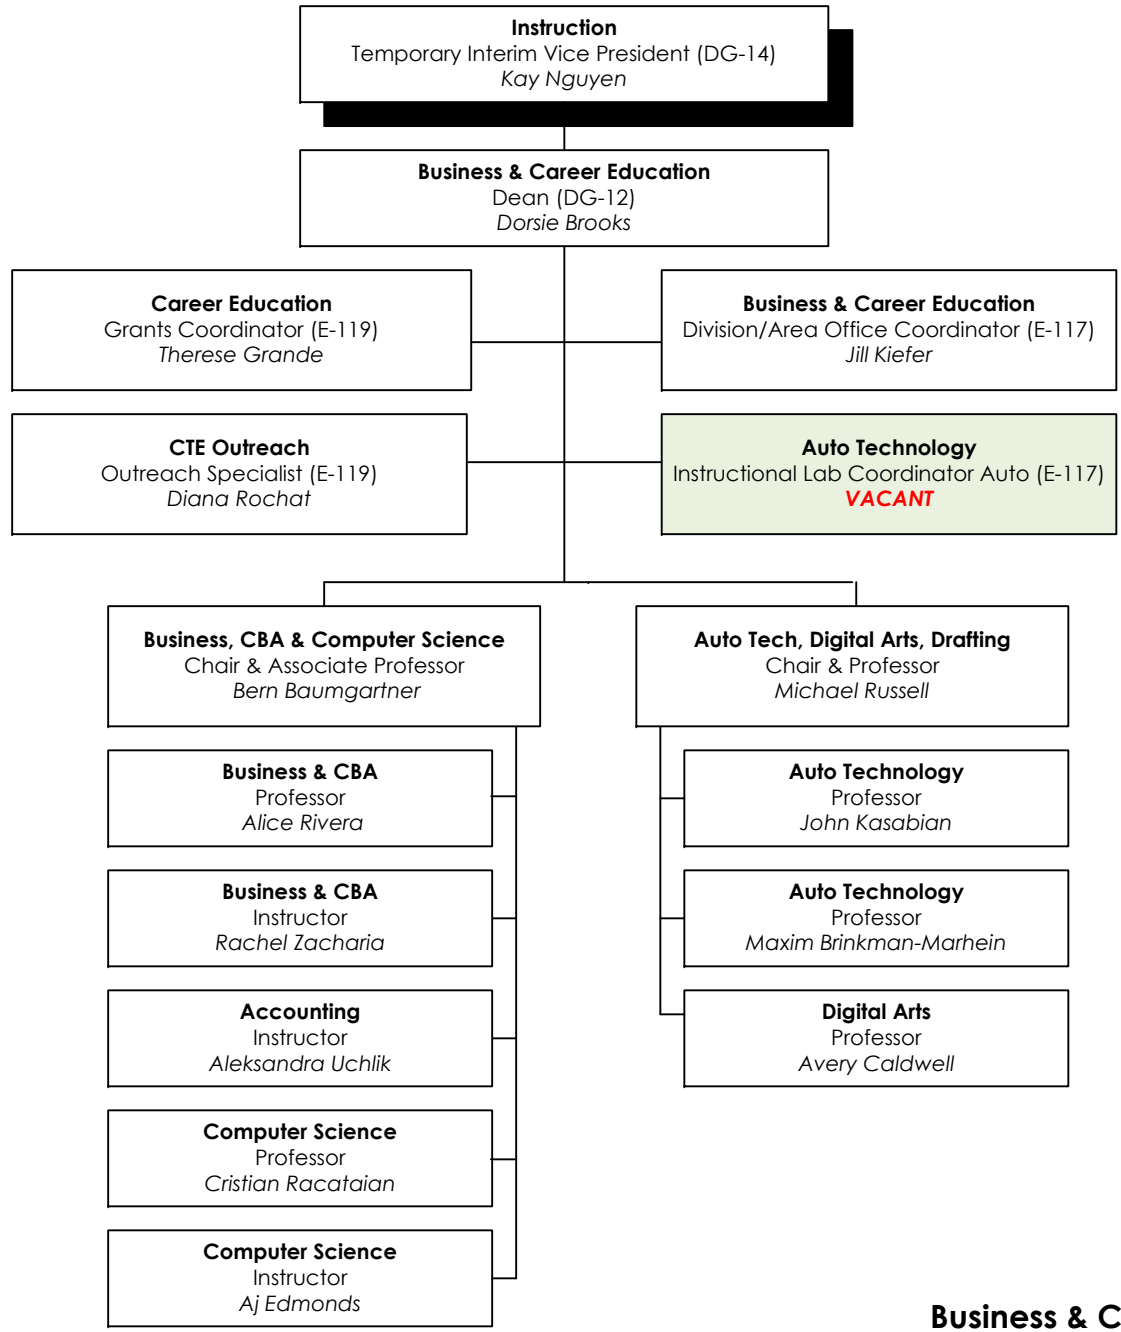 Instruction
Temporary Interim Vice President (DG-14)
Kay Nguyen
Business & Career Education
Dean (DG-12)
Dorsie Brooks
Career Education
Grants Coordinator (E-119)
Therese Grande
Business & Career Education
Division/Area Office Coordinator (E-117)
Jill Kiefer
CTE Outreach
Outreach Specialist (E-119)
Diana Rochat
Auto Technology
Instructional Lab Coordinator Auto (E-117)
VACANT
Business, CBA & Computer Science
Chair & Associate Professor
Bern Baumgartner
Auto Tech, Digital Arts, Drafting
Chair & Professor
Michael Russell
Business & CBA
Professor
Alice Rivera
Business & CBA
Instructor
Rachel Zacharia
Accounting
Instructor
Aleksandra Uchlik
Computer Science
Professor
Cristian Racataian
Computer Science
Instructor
Aj Edmonds
Auto Technology
Professor
John Kasabian
Auto Technology
Professor
Maxim Brinkman-Marhein
Digital Arts
Professor
Avery Caldwell
Business & C